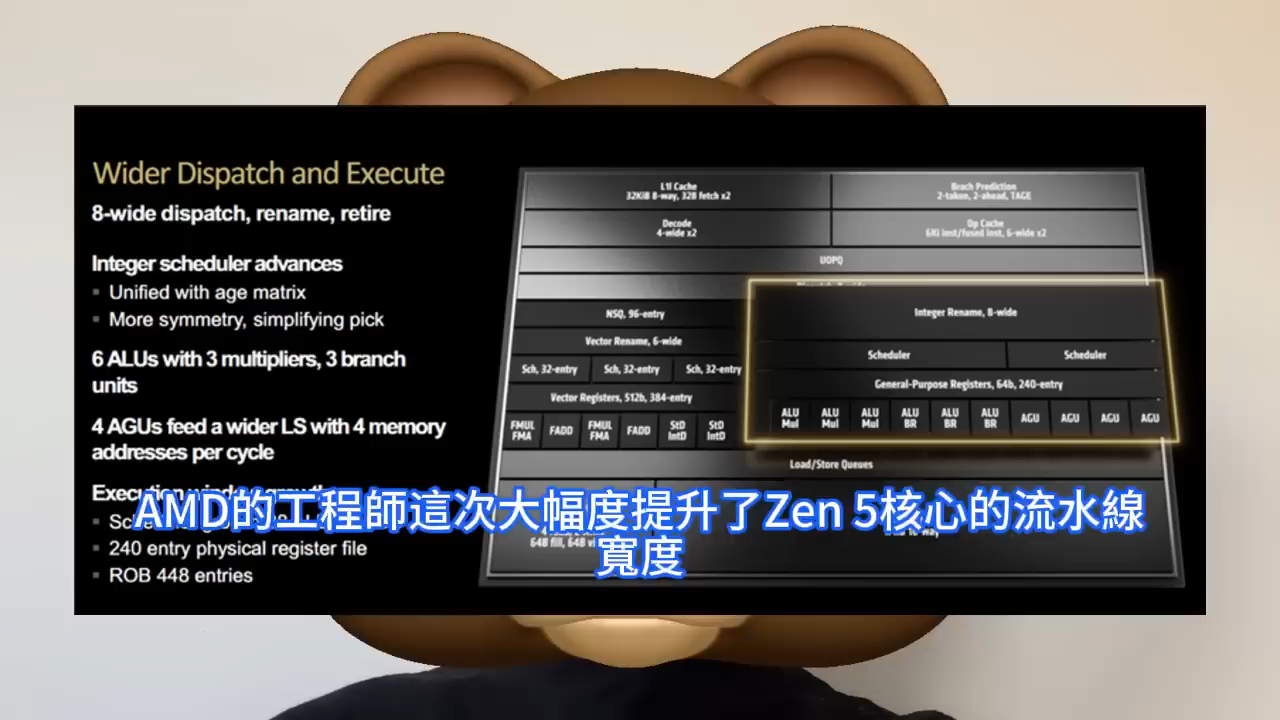 Wider Dispatch and Execute
8-wide dispatch, rename, retire
Integer scheduler advances
Unified with age matrix
More symmetry, simplifying pick
6 ALUs with 3 multipliers, 3 branch
units
4 AGUs feed a wider LS with 4 memory
addresses per cycle
Execution window growth
240 entry physical register file
ROB 448 entries
L1I Cache
32KiB 8-way, 32B fetch x2
Brach Prediction
2-taken, 2-ahead, TAGE
Decode
4-wide x2
Op Cache
6Ki inst/fused inst, 6-wide x2
UOPQ
NSQ, 96-entry
Vector Rename, 6-wide
Sch, 32-entry
Sch, 32-entry
Sch, 32-entry
Vector Registers, 512b, 384-entry
FMUL
FMA
FADD
FMUL
FMA
FADD
StD
IntD
StD
IntD
Integer Rename, 8-wide
Scheduler
Scheduler
General-Purpose Registers, 64b, 240-entry
ALU
Mul
ALU
Mul
ALU
Mul
ALU
BR
ALU
BR
ALU
BR
AGU
AGU
AGU
AGU
Load/Store Queues
AMD的工程師這次大幅度提升了Zen 5核心的流水線
寬度